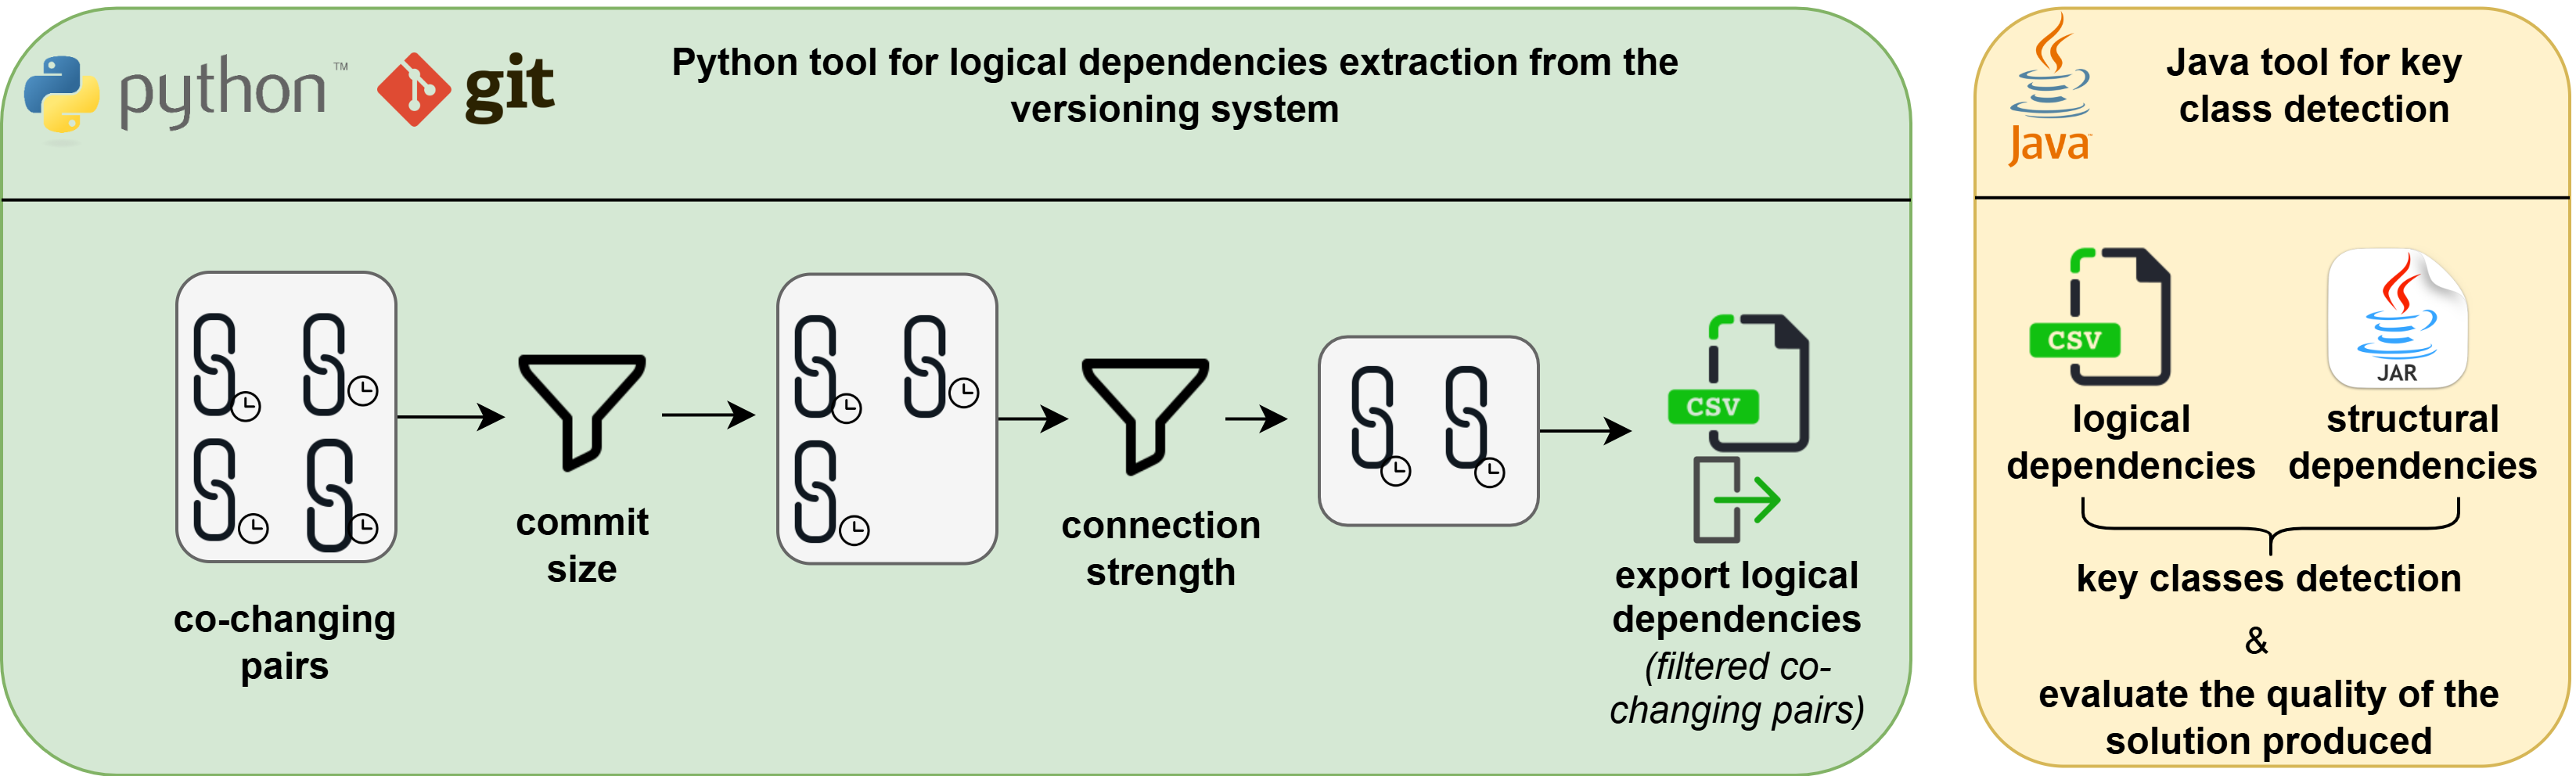 python™
git
Python tool for logical dependencies extraction from the
versioning system
co-changing
pairs
commit
size
connection
strength
CSV
export logical
dependencies
(filtered co-
changing pairs)
Java™
Java tool for key
class detection
CSV
logical
dependencies
JAR
structural
dependencies
key classes detection
&
evaluate the quality of the
solution produced